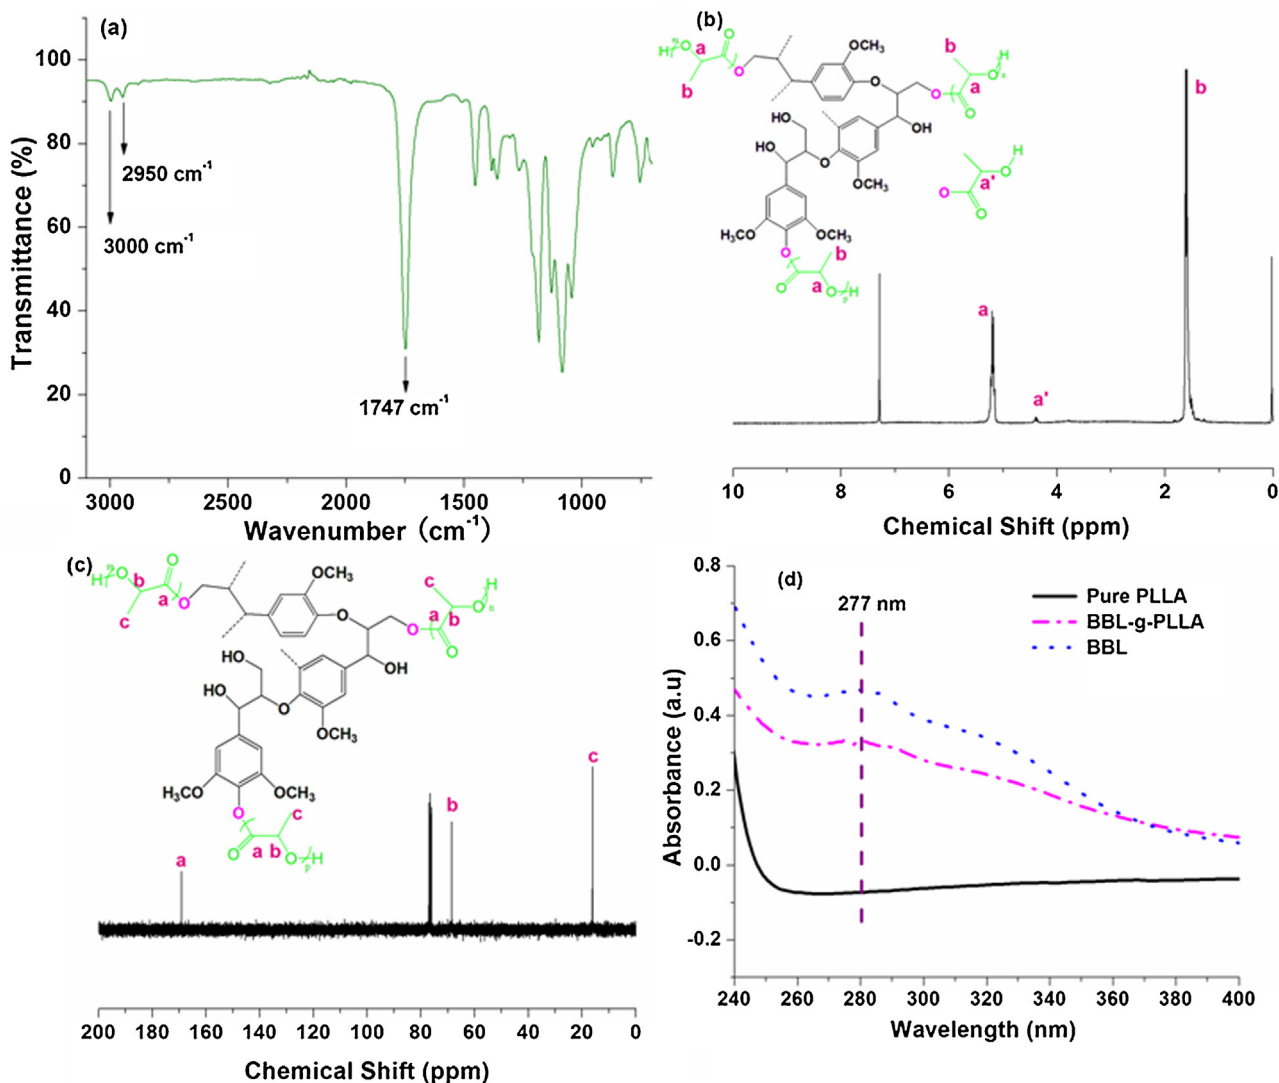 (a)
100
80
60
40
20
0
2950 cm-1
3000 cm-1
1747 cm-1
3000
2500
2000
1500
1000
Transmittance (%)
Wavenumber (cm-1)
(b)
H
O
a
b
O
O
OCH3
O
O
b
H
O
a
O
OH
HO
HO
O
OCH3
H3CO
OCH3
O
b
O
a
O
H
p
H
O
a'
O
O
b
a
a'
10
8
6
4
2
0
Chemical Shift (ppm)
(c)
H
O
b
O
a
O
c
OCH3
O
O
c
H
O
a
b
O
OH
HO
HO
O
OCH3
H3CO
OCH3
O
c
O
a
b
O
H
p
a
b
c
200
180
160
140
120
100
80
60
40
20
0
Chemical Shift (ppm)
(d)
277 nm
Pure PLLA
BBL-g-PLLA
BBL
0.8
0.6
0.4
0.2
0.0
-0.2
240
260
280
300
320
340
360
380
400
Absorbance (a.u)
Wavelength (nm)